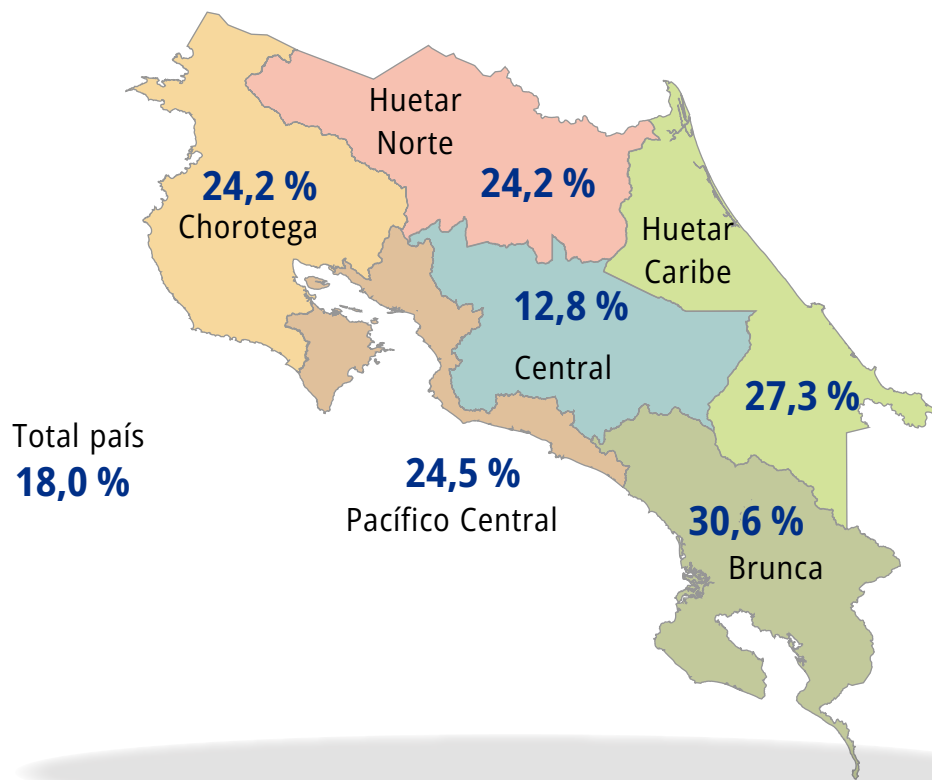 Huetar
Norte
24,2 %
24,2 %
Chorotega
Huetar
Caribe
12,8 %
Central
27,3 %
Total país
18,0 %
24,5 %
Pacífico Central
30,6 %
Brunca